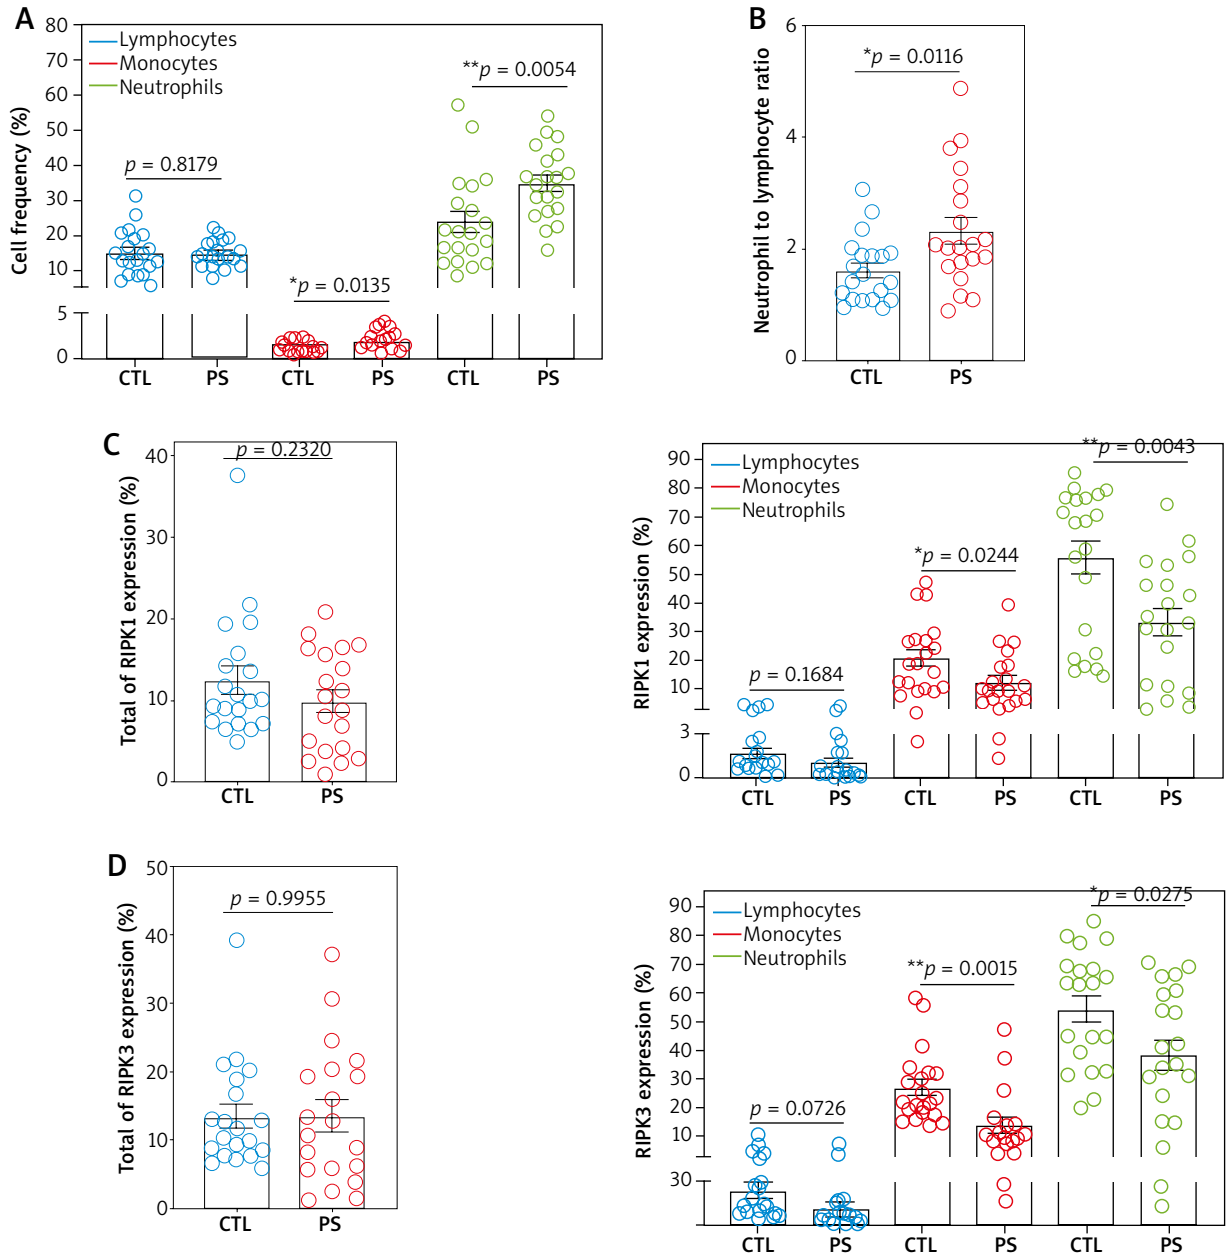 A
Cell frequency (%)
80
70
60
50
40
30
20
10
5
0
Lymphocytes
Monocytes
Neutrophils
p = 0.8179
*p = 0.0135
**p = 0.0054
CTL PS CTL PS CTL PS
B
Neutrophil to lymphocyte ratio
6
4
2
0
*p = 0.0116
CTL PS
C
Total of RIPK1 expression (%)
40
30
20
10
0
p = 0.2320
CTL PS
RIPK1 expression (%)
90
80
70
60
50
40
30
20
10
3
0
Lymphocytes
Monocytes
Neutrophils
p = 0.1684
*p = 0.0244
**p = 0.0043
CTL PS CTL PS CTL PS
D
Total of RIPK3 expression (%)
50
40
30
20
10
0
p = 0.9955
CTL PS
RIPK3 expression (%)
90
80
70
60
50
40
30
20
10
30
0
Lymphocytes
Monocytes
Neutrophils
p = 0.0726
**p = 0.0015
*p = 0.0275
CTL PS CTL PS CTL PS